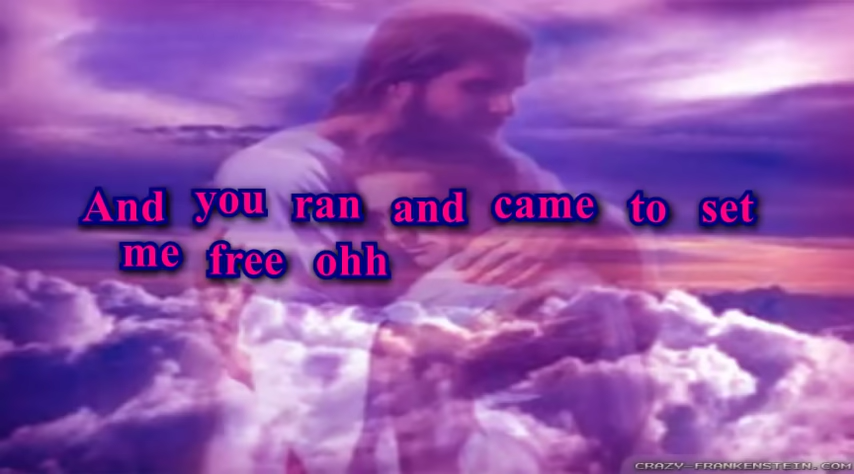 And you ran and came to set
me free ohh
CRAZY-FRANKENSTEIN.COM